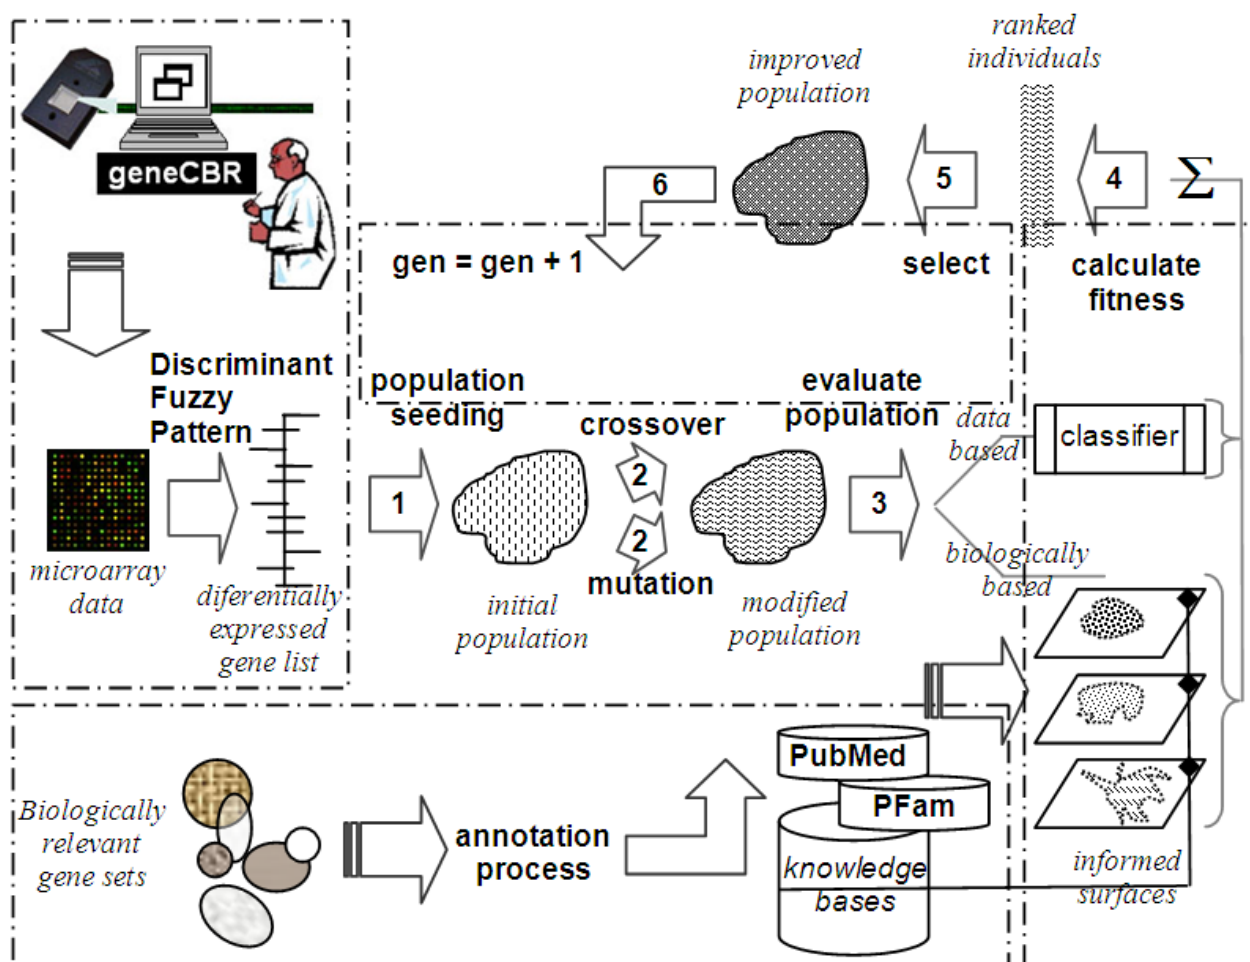 ranked
individuals
improved
population
geneCBR
6
5
4
Σ
gen = gen + 1
select
calculate
fitness
Discriminant
Fuzzy
Pattern
population
seeding
crossover
evaluate
population
data
based
classifier
1
2
2
3
mutation
biologically
based
microarray
data
diferentially
expressed
gene list
initial
population
modified
population
Biologically
relevant
gene sets
annotation
process
PubMed
PFam
knowledge
bases
informed
surfaces